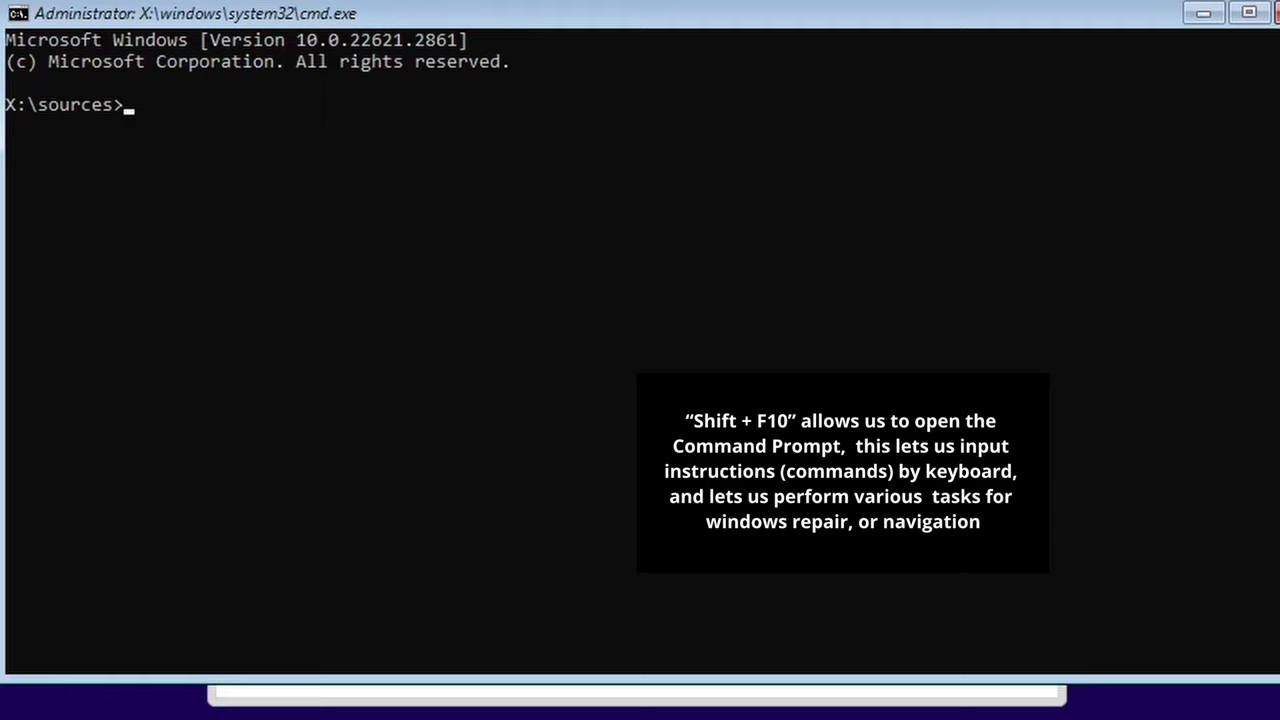 Administrator: X:\windows\system32\cmd.exe
Microsoft Windows [Version 10.0.22621.2861]
(c) Microsoft Corporation. All rights reserved.
X:\sources>
“Shift + F10” allows us to open the
Command Prompt,  this lets us input
instructions (commands) by keyboard,
and lets us perform various  tasks for
windows repair, or navigation